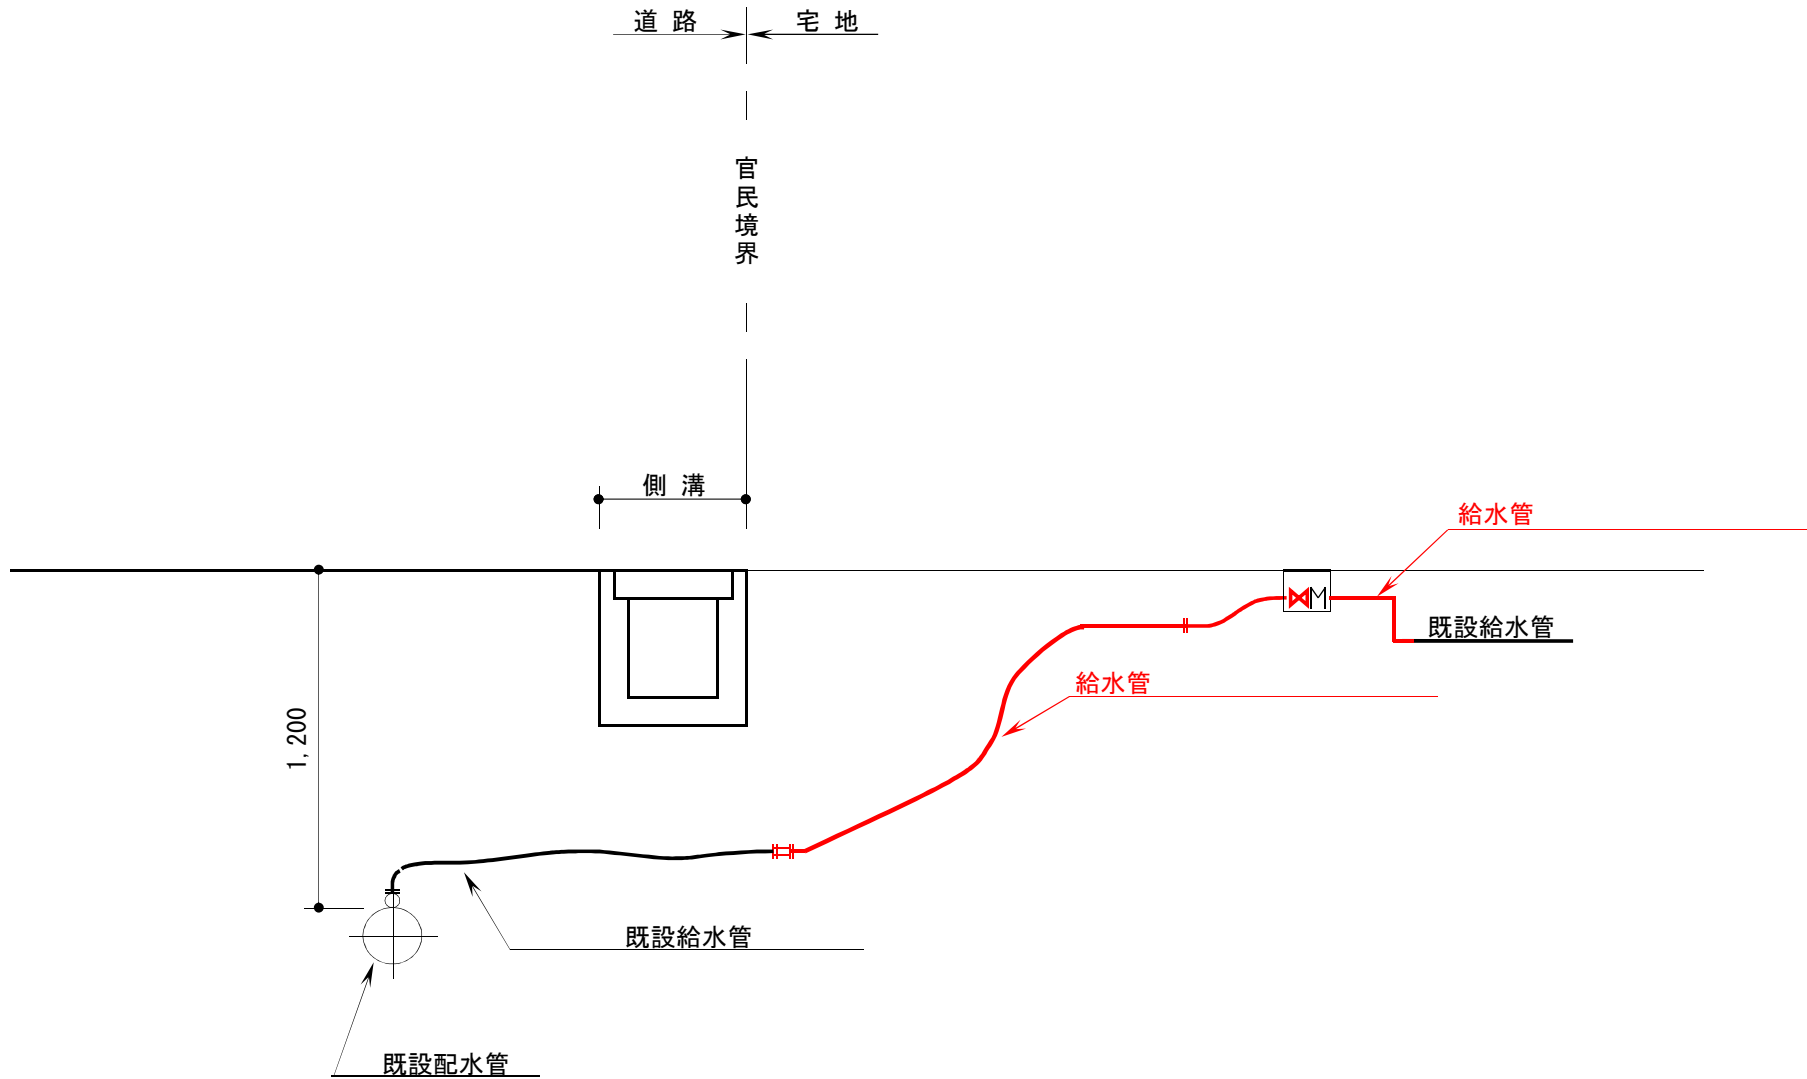 道 路
宅 地
官民境界
側 溝
給水管
既設給水管
給水管
1,200
既設給水管
既設配水管
M